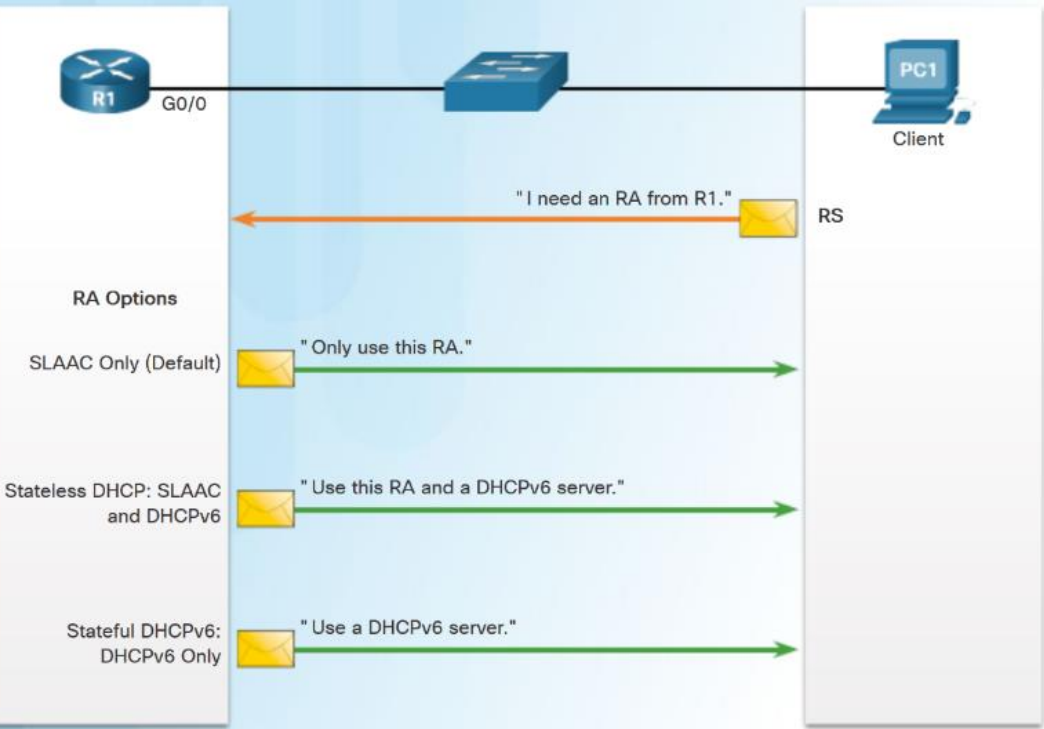 R1
G0/0
PC1
Client
"I need an RA from R1."
RS
RA Options
SLAAC Only (Default)
"Only use this RA."
Stateless DHCP: SLAAC
and DHCPv6
"Use this RA and a DHCPv6 server."
Stateful DHCPv6:
DHCPv6 Only
"Use a DHCPv6 server."